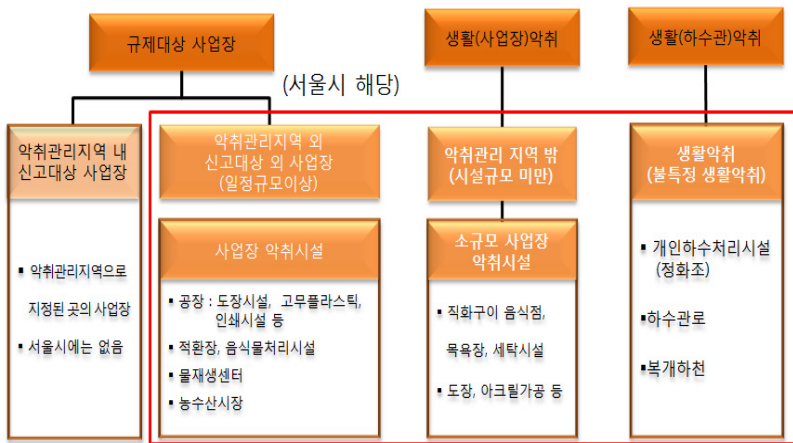 규제대상 사업장
생활(사업장)악취
생활(하수관)악취
(서울시 해당)
악취관리지역 내
신고대상 사업장
▪ 악취관리지역으로
지정된 곳의 사업장
▪ 서울시에는 없음
악취관리지역 외
신고대상 외 사업장
(일정규모이상)
사업장 악취시설
▪ 공장 : 도장시설, 고무플라스틱,
인쇄시설 등
▪ 적환장, 음식물처리시설
▪ 물재생센터
▪ 농수산시장
악취관리 지역 밖
(시설규모 미만)
소규모 사업장
악취시설
▪ 직화구이 음식점,
목욕장, 세탁시설
▪ 도장, 아크릴가공 등
생활악취
(불특정 생활악취)
▪ 개인하수처리시설
(정화조)
▪하수관로
▪복개하천